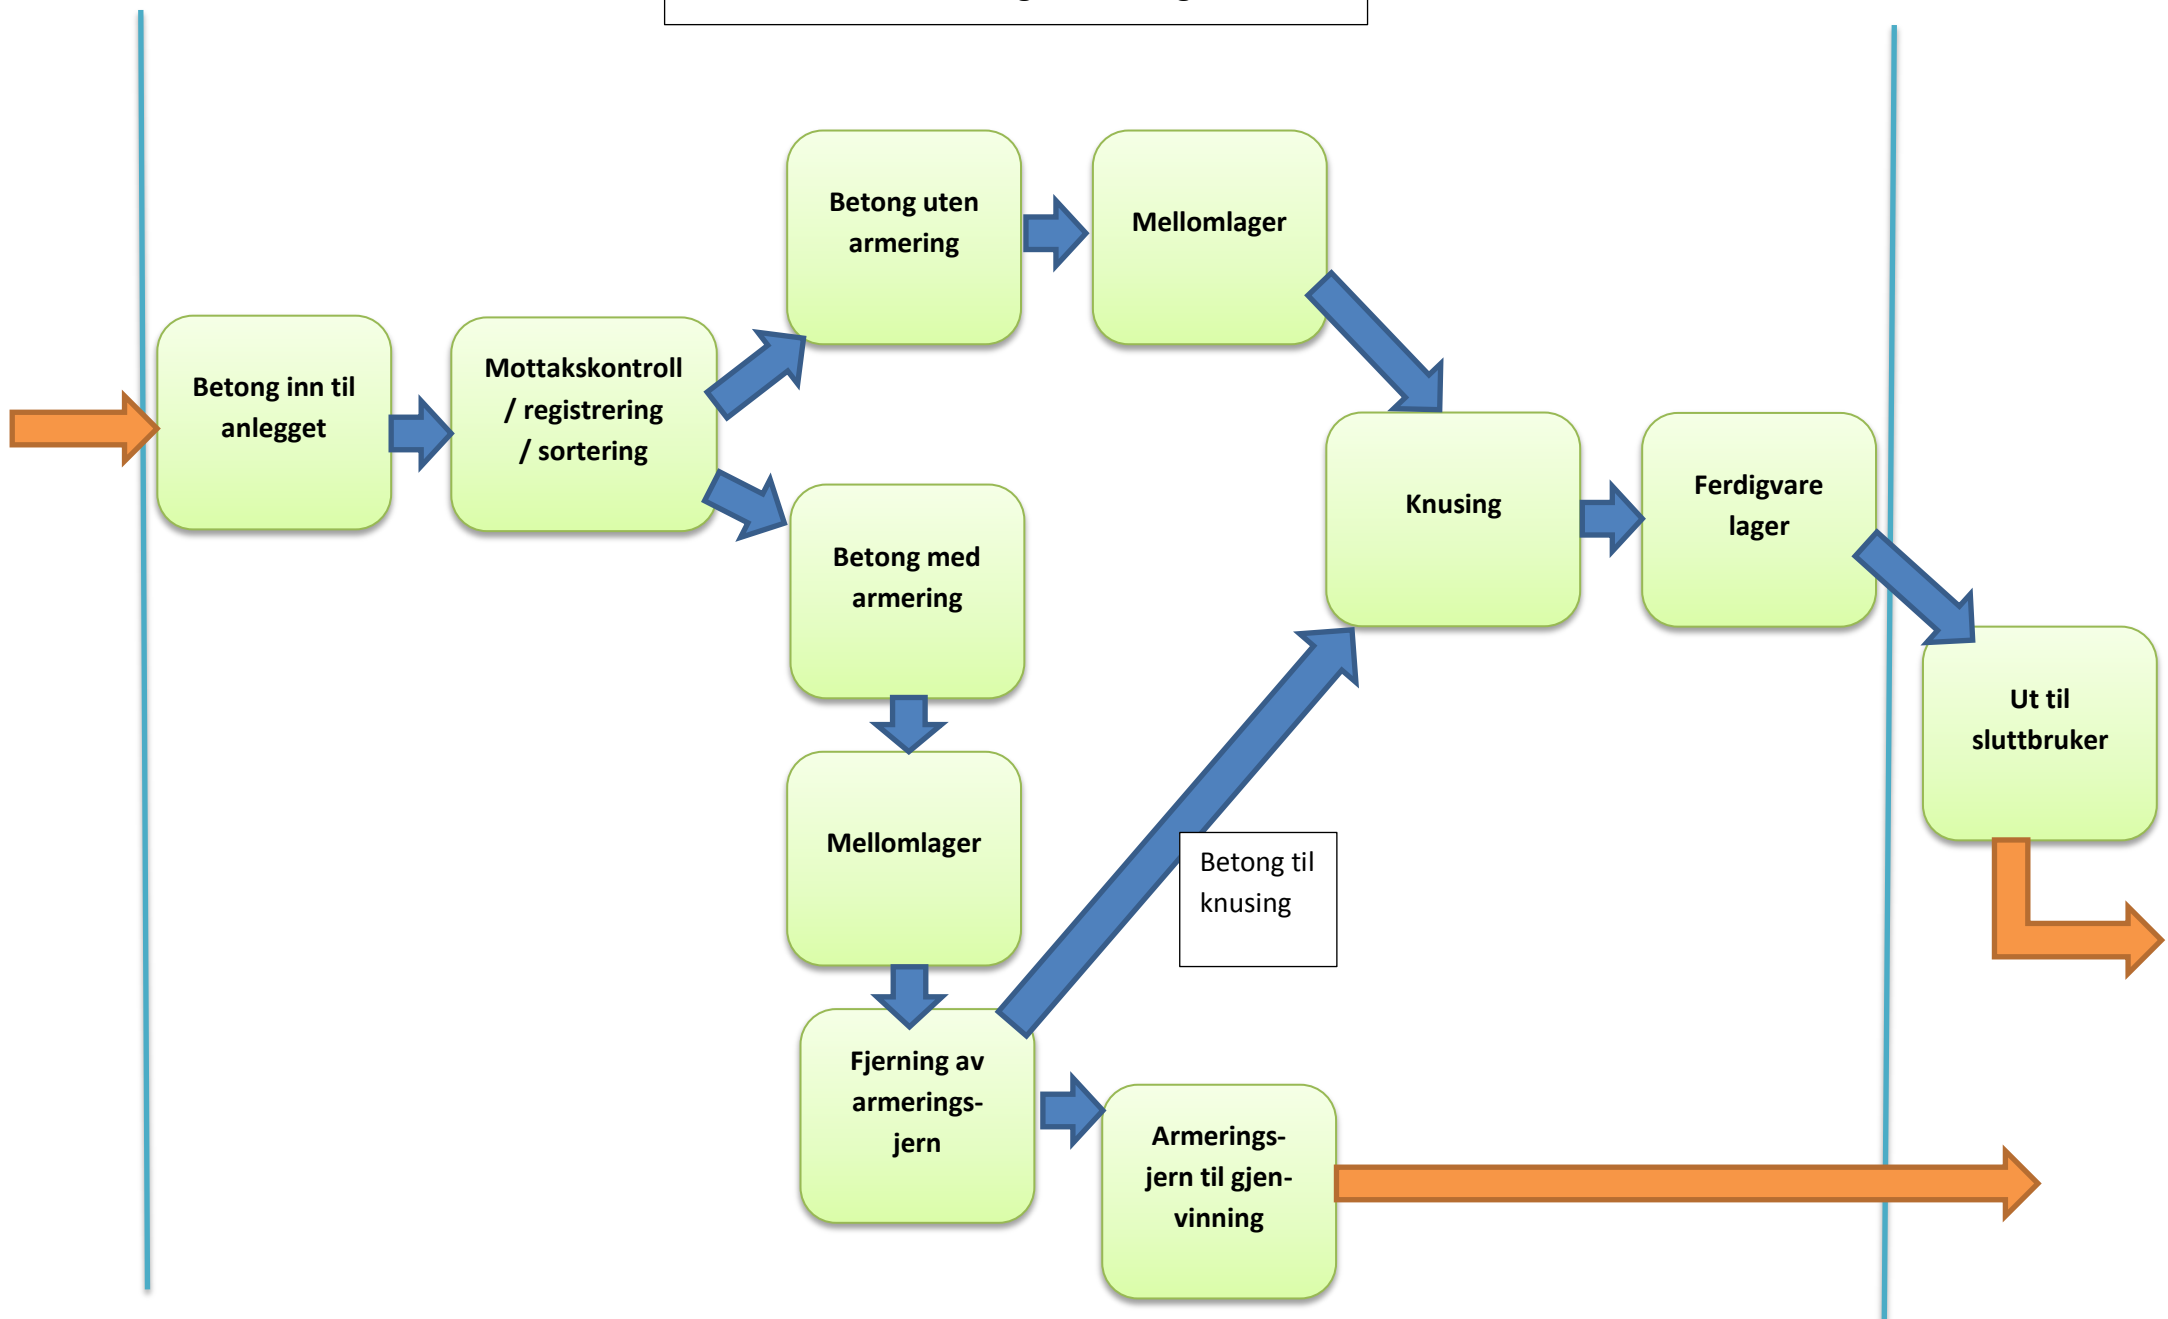 Betong uten
armering
Mellomlager
Betong inn til
anlegget
Mottakskontroll
/ registrering
/ sortering
Betong med
armering
Knusing
Ferdigvare
lager
Ut til
sluttbruker
Mellomlager
Betong til
knusing
Fjerning av
armerings-
jern
Armerings-
jern til gjen-
vinning